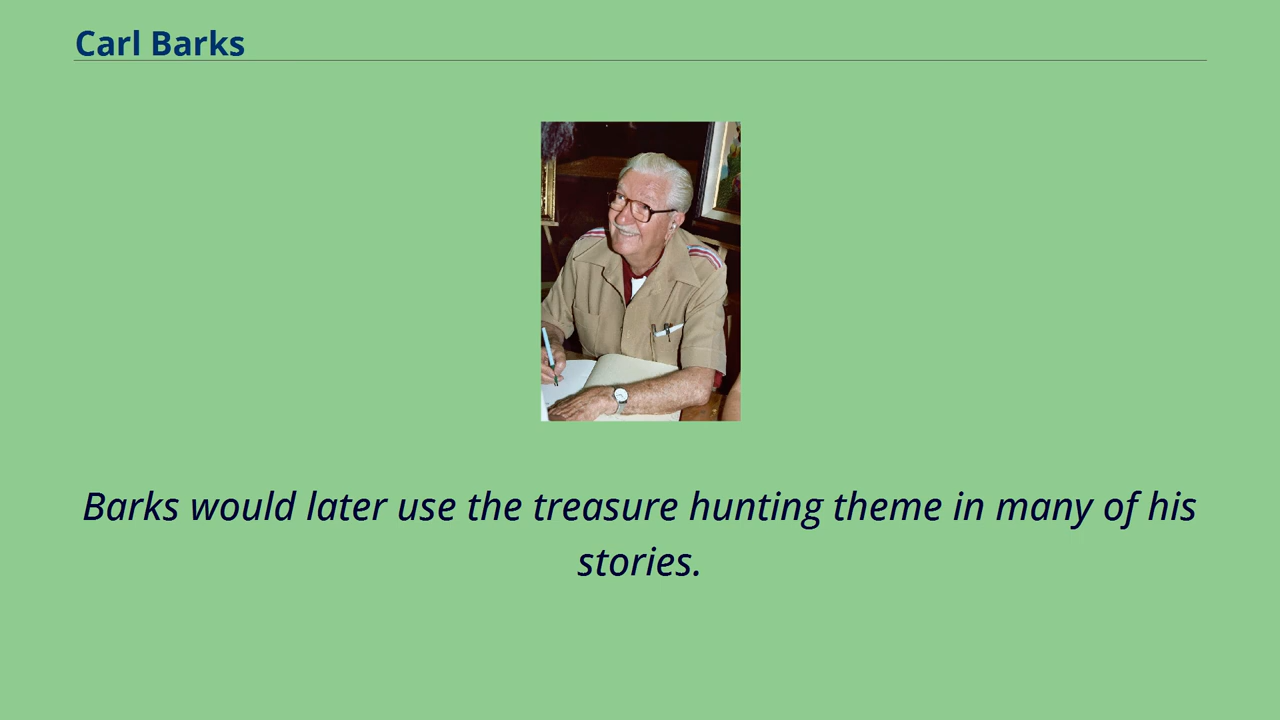 Carl Barks
Barks would later use the treasure hunting theme in many of his
stories.